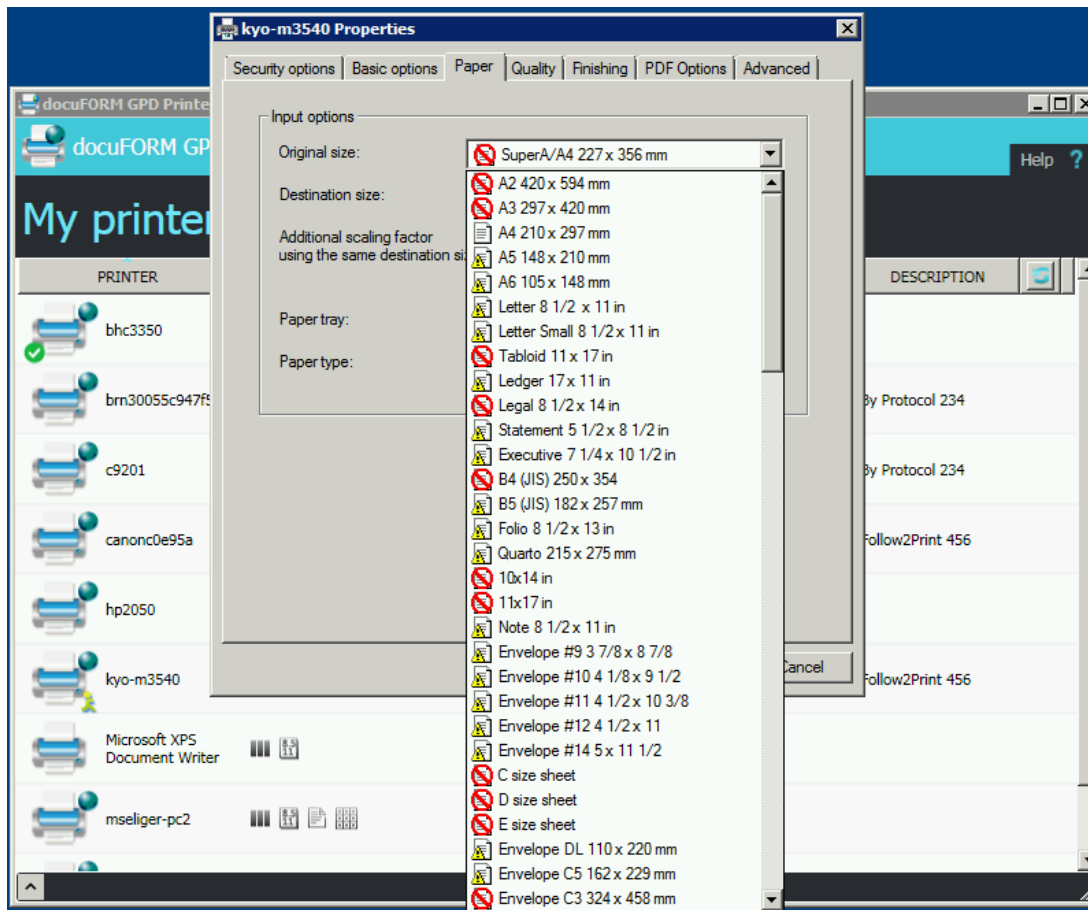 kyo-m3540 Properties
Security options
Basic options
Paper
Quality
Finishing
PDF Options
Advanced
docuFORM GPD Printe
docuFORM GP
Help ?
My printer
Input options
Original size:
SuperA/A4 227 x 356 mm
Destination size:
Additional scaling factor
using the same destination si
Paper tray:
Paper type:
A2 420 x 594 mm
A3 297 x 420 mm
A4 210 x 297 mm
A5 148 x 210 mm
A6 105 x 148 mm
Letter 8 1/2 x 11 in
Letter Small 8 1/2 x 11 in
Tabloid 11 x 17 in
Ledger 17 x 11 in
Legal 8 1/2 x 14 in
Statement 5 1/2 x 8 1/2 in
Executive 7 1/4 x 10 1/2 in
B4 (JIS) 250 x 354
B5 (JIS) 182 x 257 mm
Folio 8 1/2 x 13 in
Quarto 215 x 275 mm
10x14 in
11x17 in
Note 8 1/2 x 11 in
Envelope #9 3 7/8 x 8 7/8
Envelope #10 4 1/8 x 9 1/2
Envelope #11 4 1/2 x 10 3/8
Envelope #12 4 1/2 x 11
Envelope #14 5 x 11 1/2
C size sheet
D size sheet
E size sheet
Envelope DL 110 x 220 mm
Envelope C5 162 x 229 mm
Envelope C3 324 x 458 mm
Cancel
PRINTER
DESCRIPTION
bhc3350
brn30055c947f5
By Protocol 234
c9201
By Protocol 234
canonc0e95a
Follow2Print 456
hp2050
kyo-m3540
Follow2Print 456
Microsoft XPS
Document Writer
mseliger-pc2